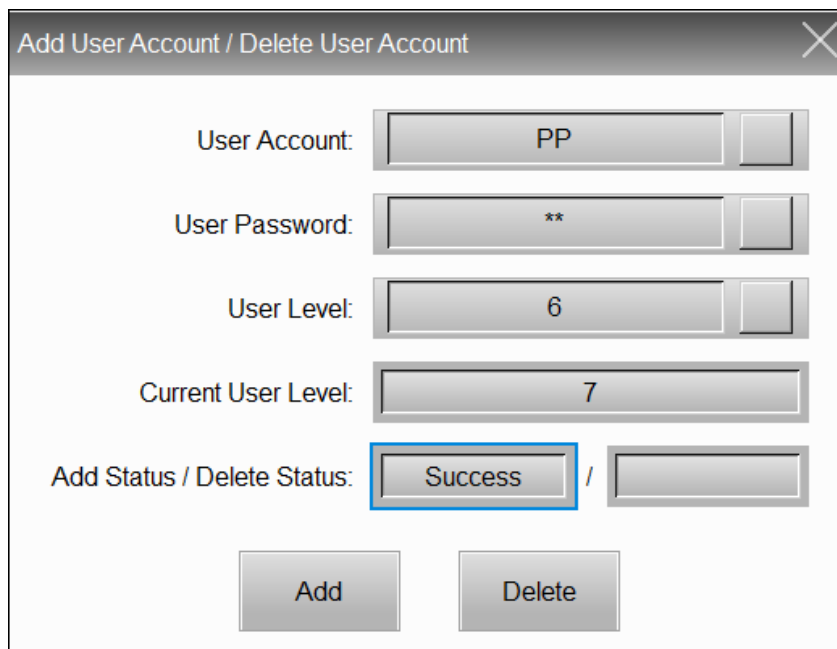 Add User Account / Delete User Account
User Account: PP
User Password: **
User Level: 6
Current User Level: 7
Add Status / Delete Status: Success /
Add Delete